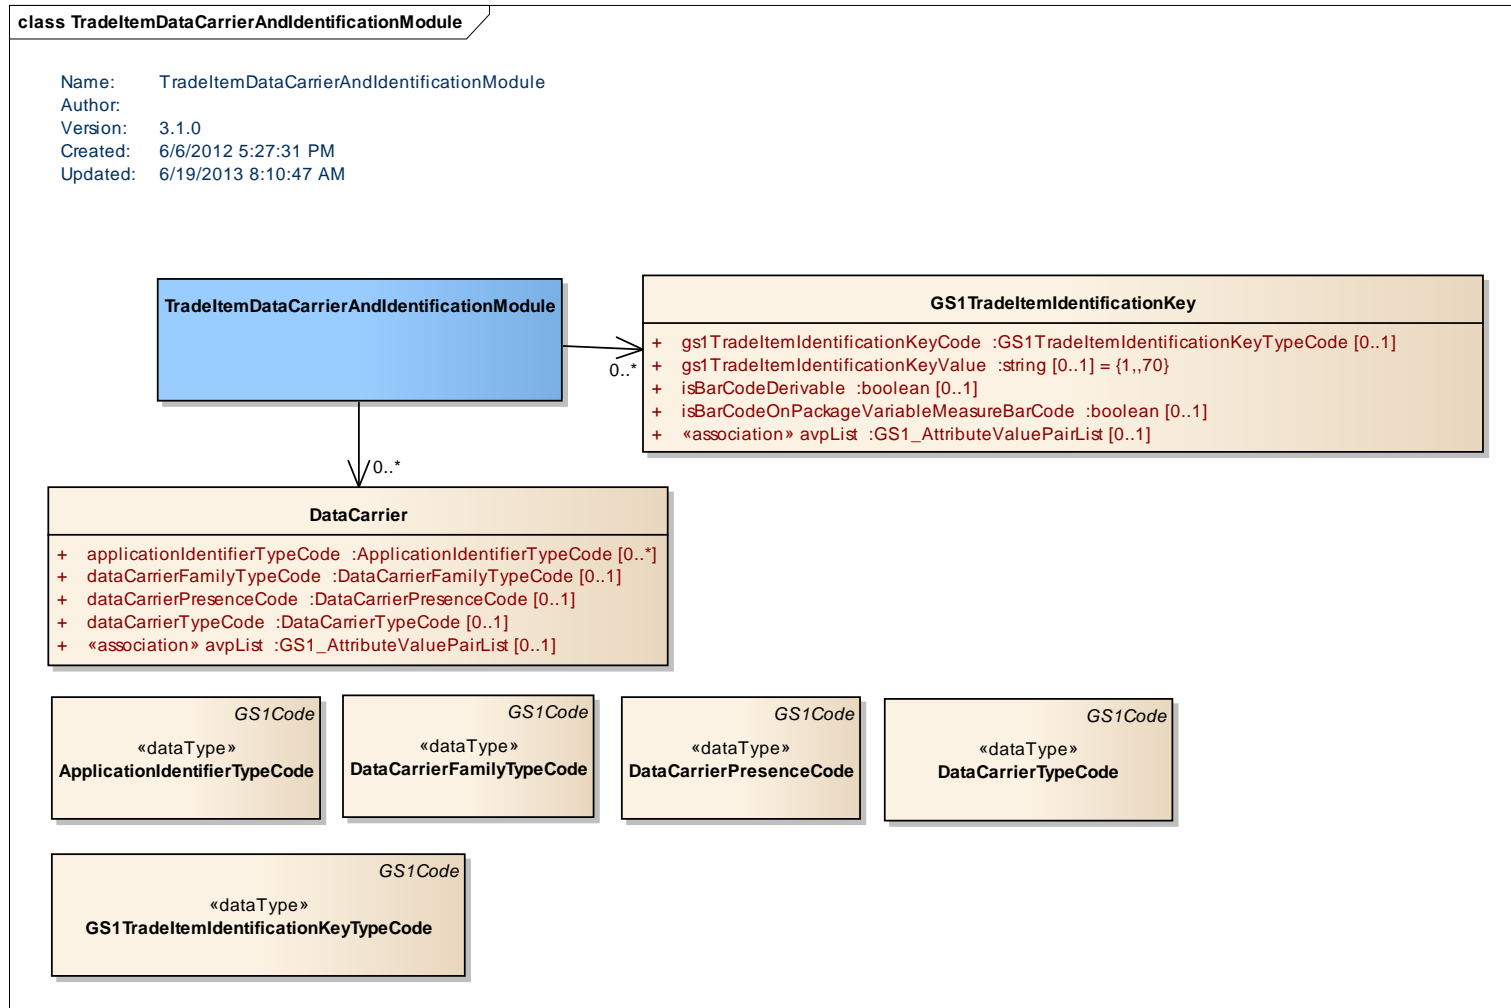 class TradeItemDataCarrierAndIdentificationModule
Name: TradeItemDataCarrierAndIdentificationModule
Author:
Version: 3.1.0
Created: 6/6/2012 5:27:31 PM
Updated: 6/19/2013 8:10:47 AM
TradeItemDataCarrierAndIdentificationModule
0..*
GS1TradeItemIdentificationKey
+ gs1TradeItemIdentificationKeyCode :GS1TradeItemIdentificationKeyTypeCode [0..1]
+ gs1TradeItemIdentificationKeyValue :string [0..1] = {1,,70}
+ isBarCodeDerivable :boolean [0..1]
+ isBarCodeOnPackageVariableMeasureBarCode :boolean [0..1]
+ «association» avpList :GS1_AttributeValuePairList [0..1]
0..*
DataCarrier
+ applicationIdentifierTypeCode :ApplicationIdentifierTypeCode [0..*]
+ dataCarrierFamilyTypeCode :DataCarrierFamilyTypeCode [0..1]
+ dataCarrierPresenceCode :DataCarrierPresenceCode [0..1]
+ dataCarrierTypeCode :DataCarrierTypeCode [0..1]
+ «association» avpList :GS1_AttributeValuePairList [0..1]
GS1Code
«dataType»
ApplicationIdentifierTypeCode
GS1Code
«dataType»
DataCarrierFamilyTypeCode
GS1Code
«dataType»
DataCarrierPresenceCode
GS1Code
«dataType»
DataCarrierTypeCode
GS1Code
«dataType»
GS1TradeItemIdentificationKeyTypeCode